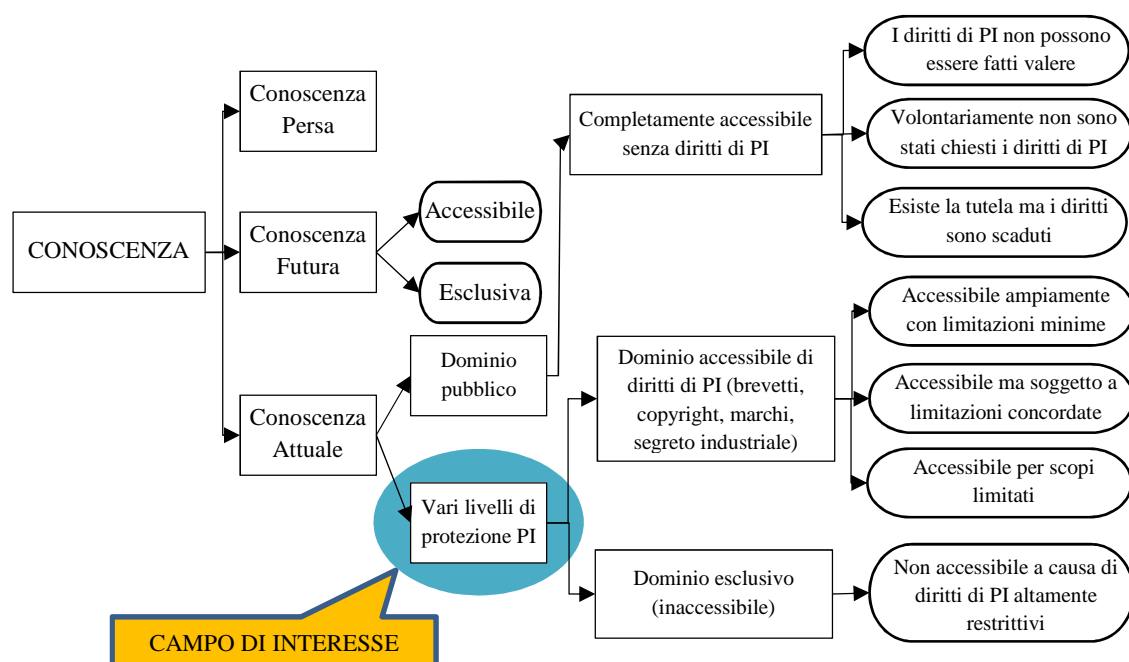 CONOSCENZA
Conoscenza
Persa
Conoscenza
Futura
Accessibile
Esclusiva
Conoscenza
Attuale
Dominio
pubblico
Completamente accessibile
senza diritti di PI
I diritti di PI non possono
essere fatti valere
Volontariamente non sono
stati chiesti i diritti di PI
Esiste la tutela ma i diritti
sono scaduti
Vari livelli di
protezione PI
Dominio accessibile di
diritti di PI (brevetti,
copyright, marchi,
segreto industriale)
Accessibile ampiamente
con limitazioni minime
Accessibile ma soggetto a
limitazioni concordate
Accessibile per scopi
limitati
Dominio esclusivo
(inaccessibile)
Non accessibile a causa di
diritti di PI altamente
restrittivi
CAMPO DI INTERESSE